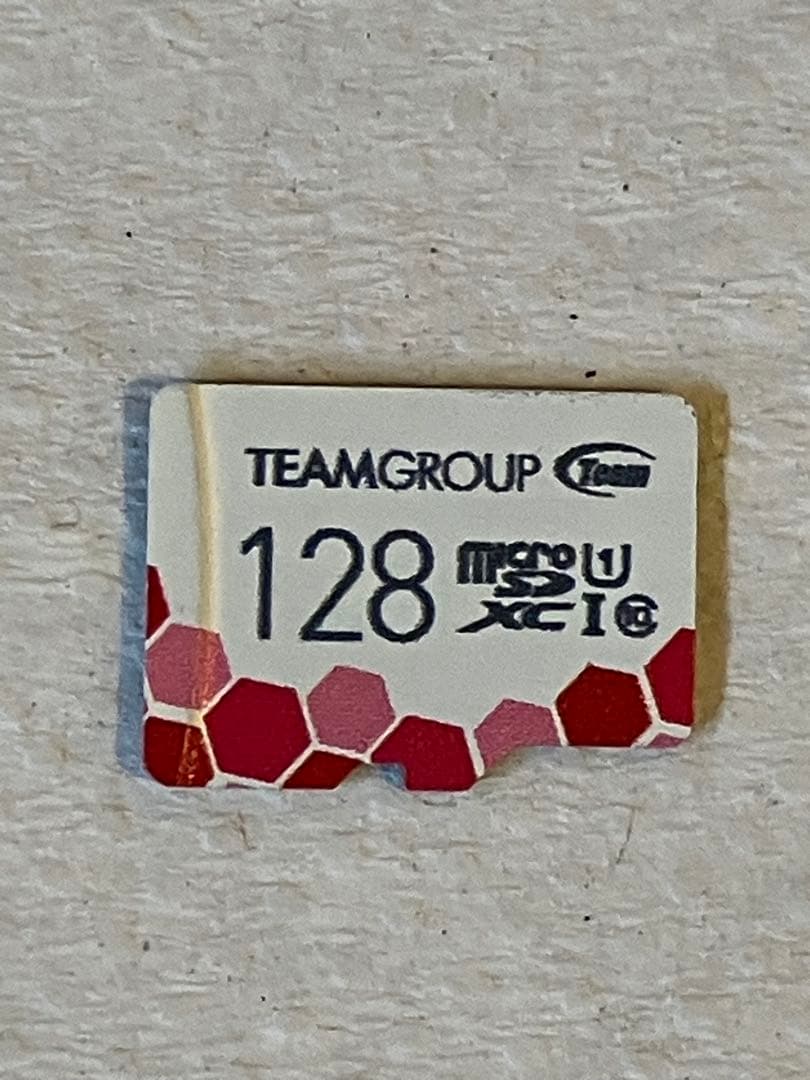 TEAMGROUP Team
128 micro SD XC U1 I 10